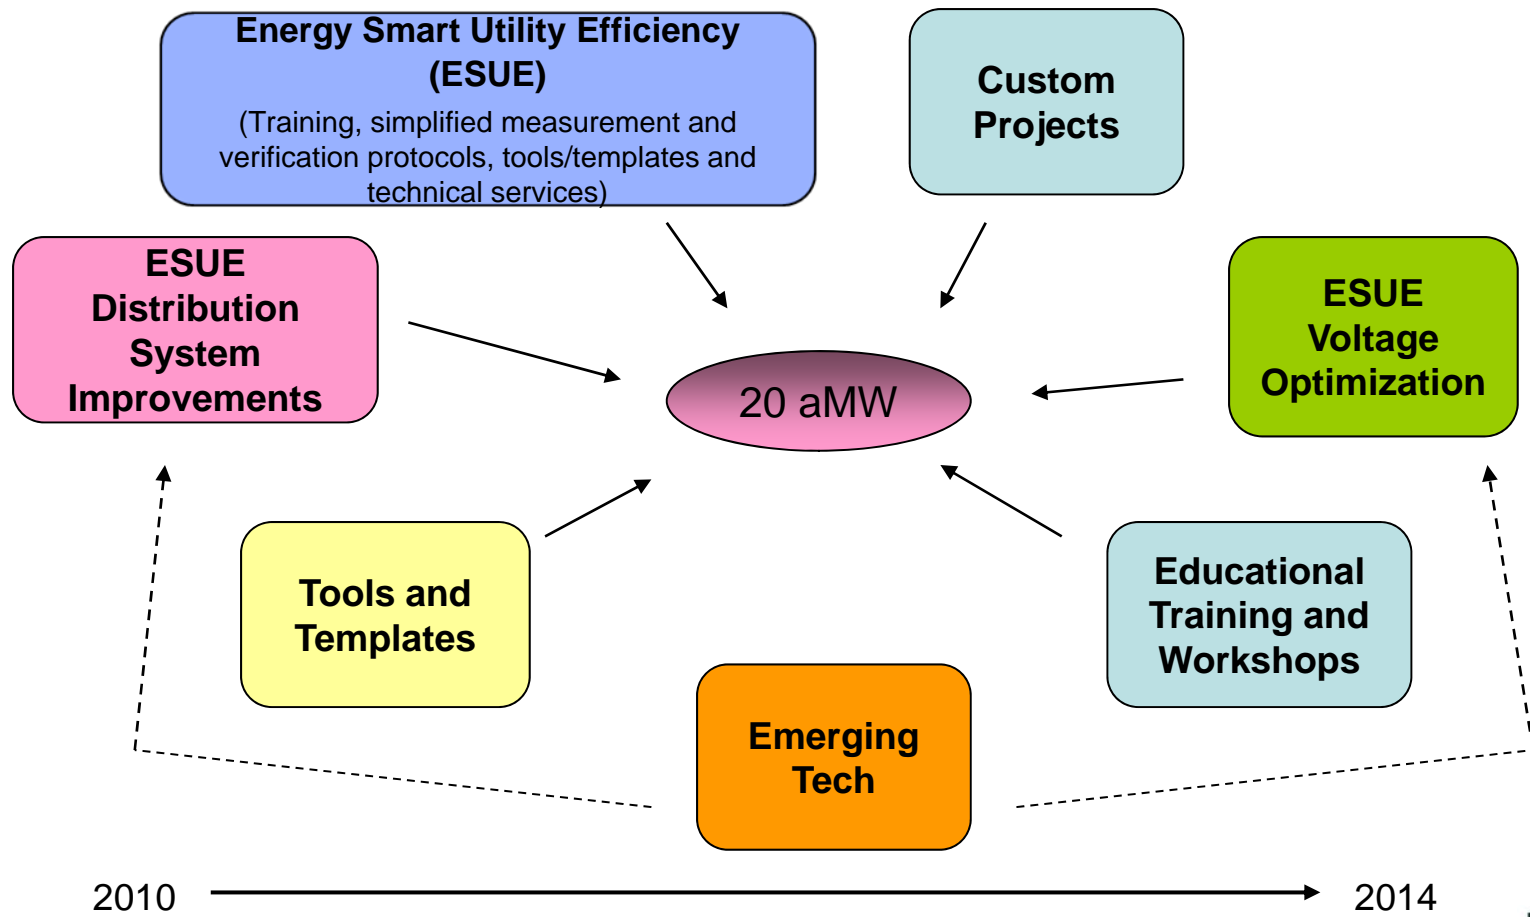 Energy Smart Utility Efficiency
(ESUE)
(Training, simplified measurement and
verification protocols, tools/templates and
technical services)
Custom
Projects
ESUE
Distribution
System
Improvements
ESUE
Voltage
Optimization
20 aMW
Tools and
Templates
Educational
Training and
Workshops
Emerging
Tech
2010
2014